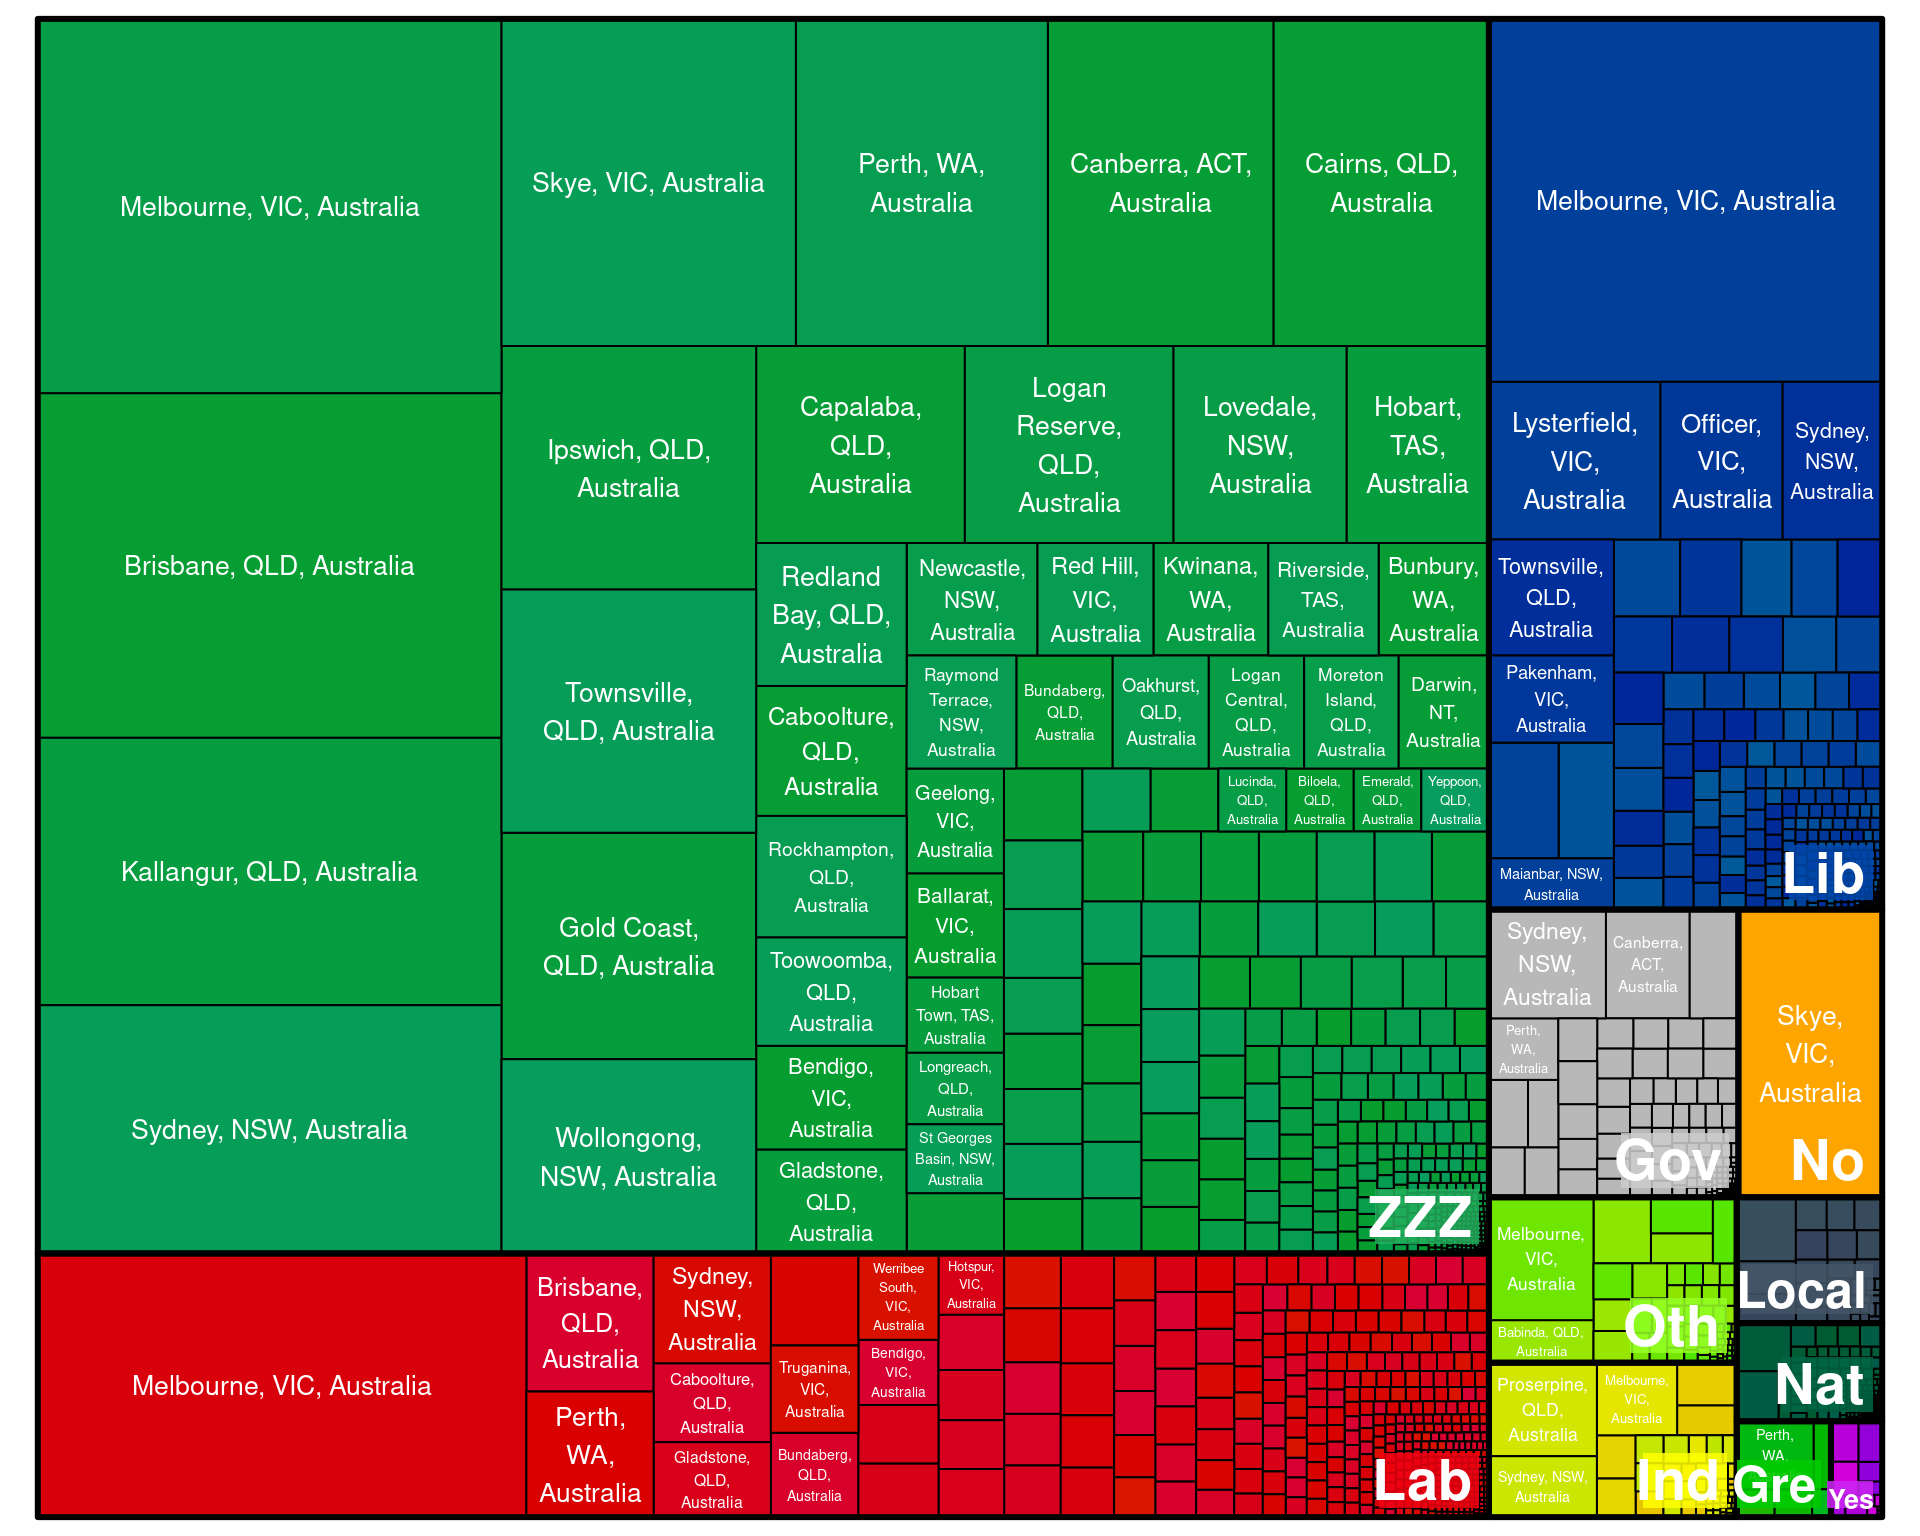 Melbourne, VIC, Australia
Brisbane, QLD, Australia
Kallangur, QLD, Australia
Sydney, NSW, Australia
Skye, VIC, Australia
Perth, WA,
Australia
Canberra, ACT,
Australia
Cairns, QLD,
Australia
Ipswich, QLD,
Australia
Townsville,
QLD, Australia
Gold Coast,
QLD, Australia
Wollongong,
NSW, Australia
Capalaba,
QLD,
Australia
Logan
Reserve,
QLD,
Australia
Lovedale,
NSW,
Australia
Hobart,
TAS,
Australia
Redland
Bay, QLD,
Australia
Caboolture,
QLD,
Australia
Rockhampton,
QLD,
Australia
Toowoomba,
QLD,
Australia
Bendigo,
VIC,
Australia
Gladstone,
QLD,
Australia
Newcastle,
NSW,
Australia
Red Hill,
VIC,
Australia
Kwinana,
WA,
Australia
Riverside,
TAS,
Australia
Bunbury,
WA,
Australia
Raymond
Terrace,
NSW,
Australia
Bundaberg,
QLD,
Australia
Oakhurst,
QLD,
Australia
Logan
Central,
QLD,
Australia
Moreton
Island,
QLD,
Australia
Darwin,
NT,
Australia
Geelong,
VIC,
Australia
Ballarat,
VIC,
Australia
Hobart
Town, TAS,
Australia
Longreach,
QLD,
Australia
St Georges
Basin, NSW,
Australia
Lucinda,
QLD,
Australia
Biloela,
QLD,
Australia
Emerald,
QLD,
Australia
Yeppoon,
QLD,
Australia
ZZZ
Melbourne, VIC, Australia
Brisbane,
QLD,
Australia
Perth,
WA,
Australia
Sydney,
NSW,
Australia
Caboolture,
QLD,
Australia
Gladstone,
QLD,
Australia
Truganina,
VIC,
Australia
Bundaberg,
QLD,
Australia
Werribee
South,
VIC,
Australia
Bendigo,
VIC,
Australia
Hotspur,
VIC,
Australia
Lab
Melbourne, VIC, Australia
Lysterfield,
VIC,
Australia
Officer,
VIC,
Australia
Sydney,
NSW,
Australia
Townsville,
QLD,
Australia
Pakenham,
VIC,
Australia
Maianbar, NSW,
Australia
Lib
Sydney,
NSW,
Australia
Canberra,
ACT,
Australia
Perth,
WA,
Australia
Gov
Skye,
VIC,
Australia
No
Melbourne,
VIC,
Australia
Babinda, QLD,
Australia
Oth
Local
Nat
Proserpine,
QLD,
Australia
Melbourne,
VIC,
Australia
Sydney, NSW,
Australia
Ind
Perth,
WA,
Gre
Yes